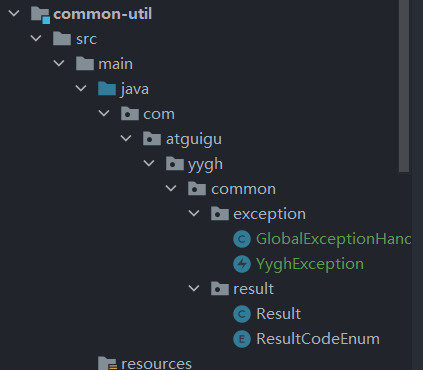 common-util
src
main
java
com
atguigu
yygh
common
exception
GlobalExceptionHanc
YyghException
result
Result
ResultCodeEnum
resources